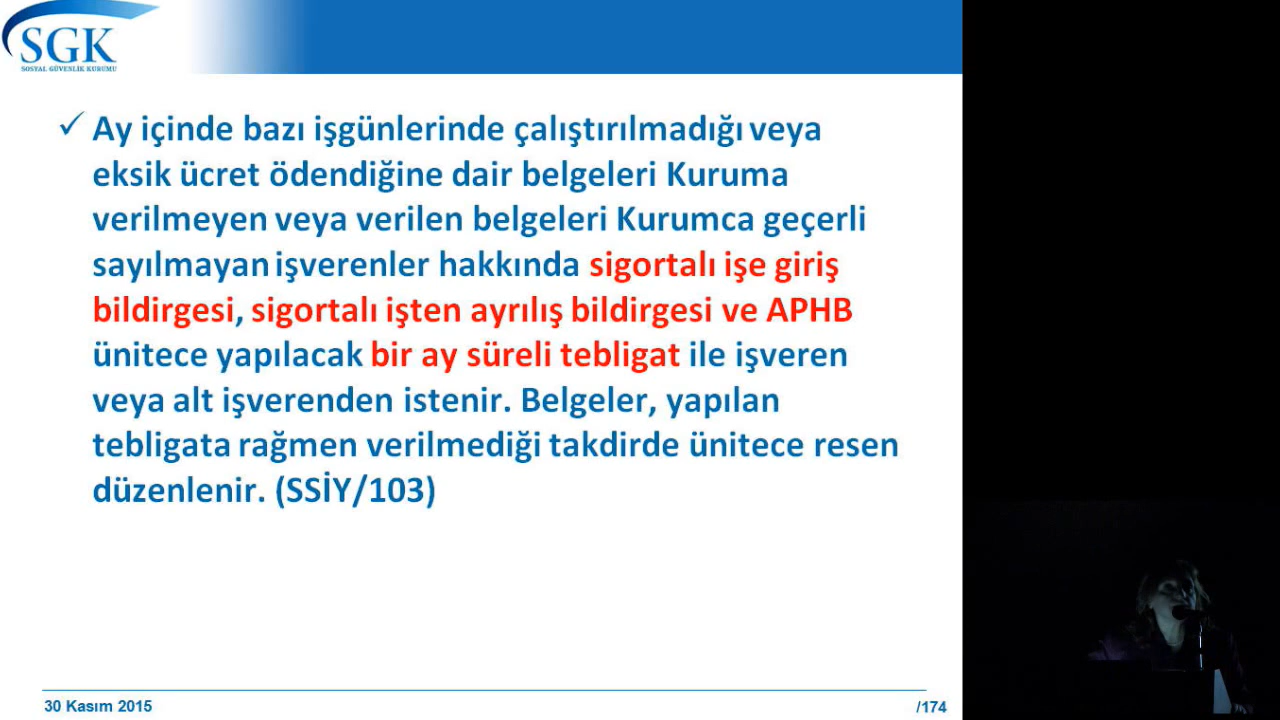 SGK
SOSYAL GÜVENLİK KURUMU
✓ Ay içinde bazı işgünlerinde çalıştırılmadığı veya
eksik ücret ödendiğine dair belgeleri Kuruma
verilmeyen veya verilen belgeleri Kurumca geçerli
sayılmayan işverenler hakkında sigortalı işe giriş
bildirgesi, sigortalı işten ayrılış bildirgesi ve APHB
ünitece yapılacak bir ay süreli tebligat ile işveren
veya alt işverenden istenir. Belgeler, yapılan
tebligata rağmen verilmediği takdirde ünitece resen
düzenlenir. (SSİY/103)
30 Kasım 2015
/174